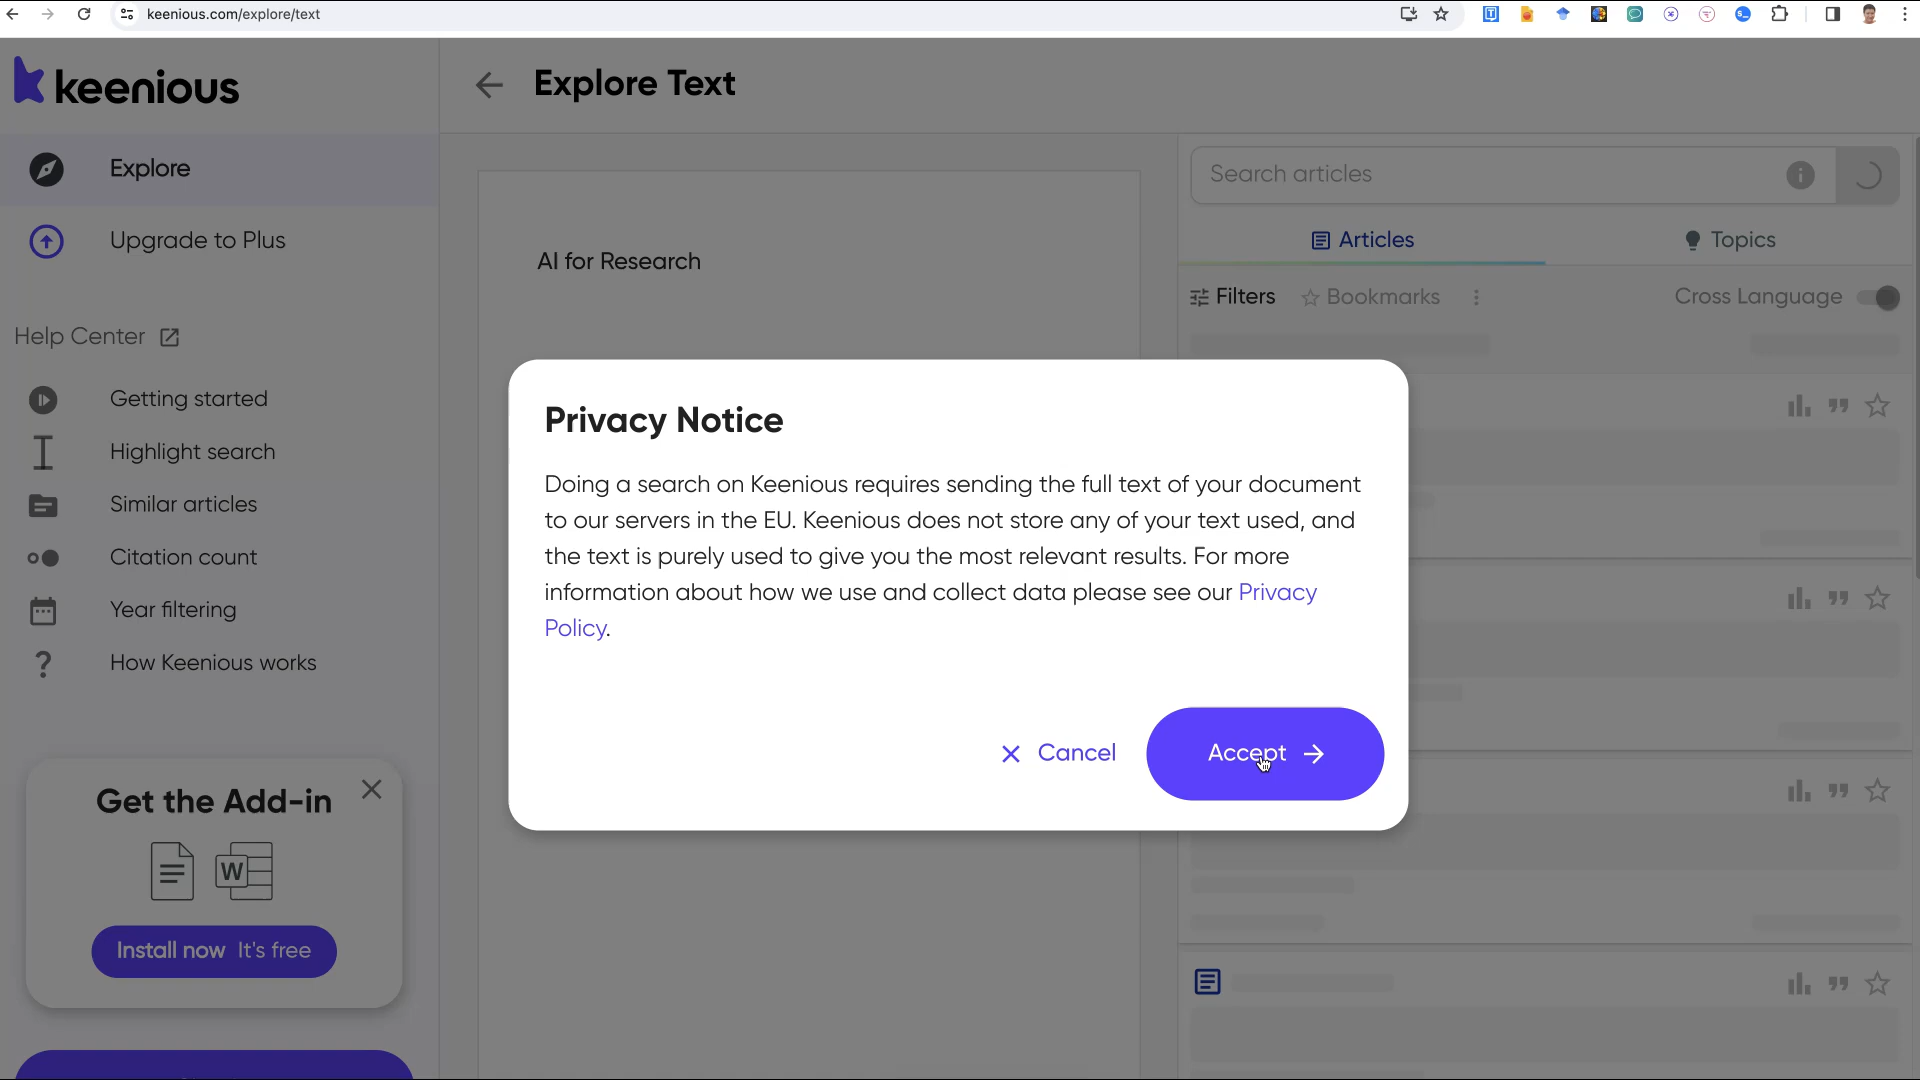 keenious.com/explore/text
keenious
Explore
Upgrade to Plus
Help Center
Getting started
Highlight search
Similar articles
Citation count
Year filtering
How Keenious works
Get the Add-in
W
Install now It's free
Explore Text
AI for Research
Search articles
Articles
Topics
Filters
Bookmarks
Cross Language
Privacy Notice
Doing a search on Keenious requires sending the full text of your document
to our servers in the EU. Keenious does not store any of your text used, and
the text is purely used to give you the most relevant results. For more
information about how we use and collect data please see our Privacy
Policy.
Cancel
Accept